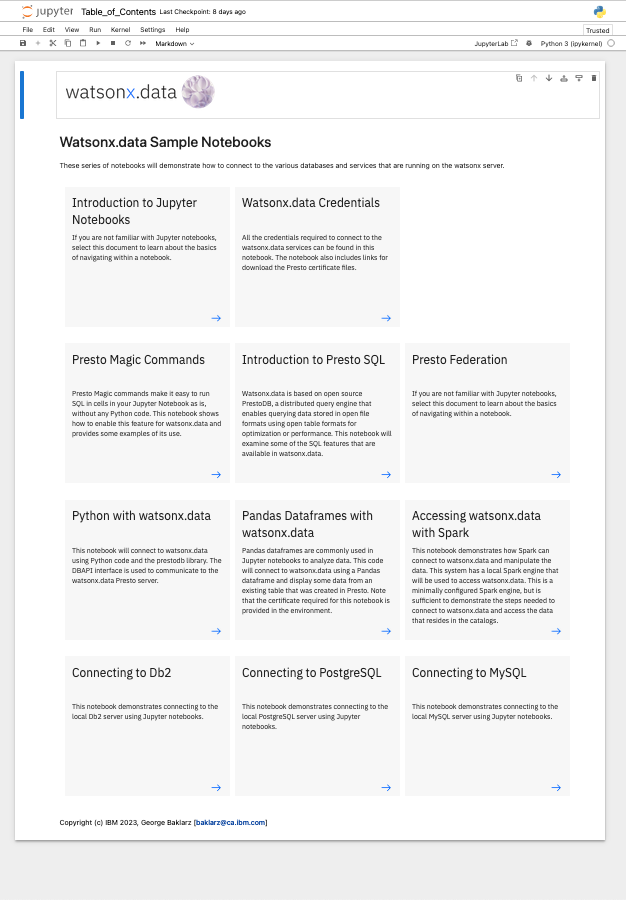 jupyter Table_of_Contents Last Checkpoint: 8 days ago
File Edit View Run Kernel Settings Help
Trusted
Markdown
JupyterLab
Python 3 (ipykernel)
watsonx.data
Watsonx.data Sample Notebooks
These series of notebooks will demonstrate how to connect to the various databases and services that are running on the watsonx server.
Introduction to Jupyter
Notebooks
If you are not familiar with Jupyter notebooks,
select this document to learn about the basics
of navigating within a notebook.
Watsonx.data Credentials
All the credentials required to connect to the
watsonx.data services can be found in this
notebook. The notebook also includes links for
download the Presto certificate files.
Presto Magic Commands
Presto Magic commands make it easy to run
SQL in cells in your Jupyter Notebook as is,
without any Python code. This notebook shows
how to enable this feature for watsonx.data and
provides some examples of its use.
Introduction to Presto SQL
Watsonx.data is based on open source
PrestoDB, a distributed query engine that
enables querying data stored in open file
formats using open table formats for
optimization or performance. This notebook will
examine some of the SQL features that are
available in watsonx.data.
Presto Federation
If you are not familiar with Jupyter notebooks,
select this document to learn about the basics
of navigating within a notebook.
Python with watsonx.data
This notebook will connect to watsonx.data
using Python code and the prestodb library. The
DBAPI interface is used to communicate to the
watsonx.data Presto server.
Pandas Dataframes with
watsonx.data
Pandas dataframes are commonly used in
Jupyter notebooks to analyze data. This code
will connect to watsonx.data using a Pandas
dataframe and display some data from an
existing table that was created in Presto. Note
that the certificate required for this notebook is
provided in the environment.
Accessing watsonx.data
with Spark
This notebook demonstrates how Spark can
connect to watsonx.data and manipulate the
data. This system has a local Spark engine that
will be used to access watsonx.data. This is a
minimally configured Spark engine, but is
sufficient to demonstrate the steps needed to
connect to watsonx.data and access the data
that resides in the catalogs.
Connecting to Db2
This notebook demonstrates connecting to the
local Db2 server using Jupyter notebooks.
Connecting to PostgreSQL
This notebook demonstrates connecting to the
local PostgreSQL server using Jupyter
notebooks.
Connecting to MySQL
This notebook demonstrates connecting to the
local MySQL server using Jupyter notebooks.
Copyright (c) IBM 2023, George Baklarz [baklarz@ca.ibm.com]